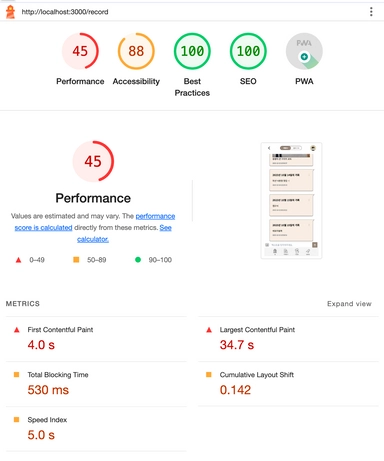 http://localhost:3000/record
45
88
100
100
PWA
Performance
Accessibility
Best Practices
SEO
PWA
45
Performance
Values are estimated and may vary. The performance
score is calculated directly from these metrics. See
calculator.
0–49
50–89
90–100
METRICS
Expand view
First Contentful Paint
4.0 s
Largest Contentful Paint
34.7 s
Total Blocking Time
530 ms
Cumulative Layout Shift
0.142
Speed Index
5.0 s